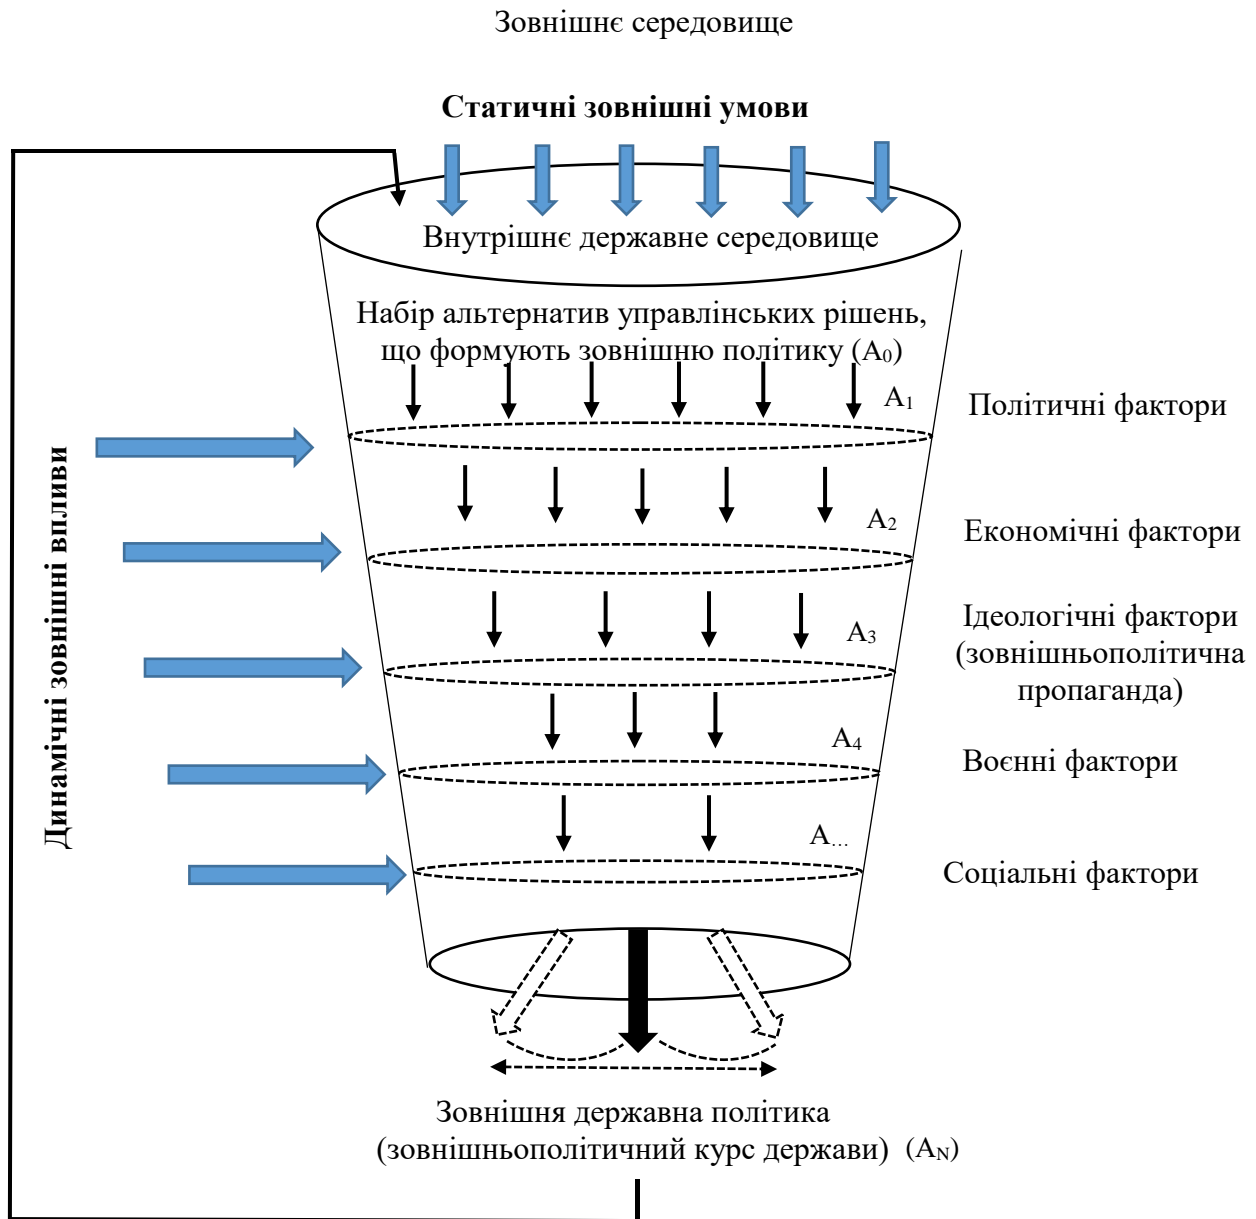 Зовнішнє середовище
Статичні зовнішні умови
Внутрішнє державне середовище
Набір альтернатив управлінських рішень,
що формують зовнішню політику (A₀)
A₁
Політичні фактори
Динамічні зовнішні впливи
A₂
Економічні фактори
A₃
Ідеологічні фактори
(зовнішньополітична
пропаганда)
A₄
Воєнні фактори
A...
Соціальні фактори
Зовнішня державна політика
(зовнішньополітичний курс держави) (A_N)